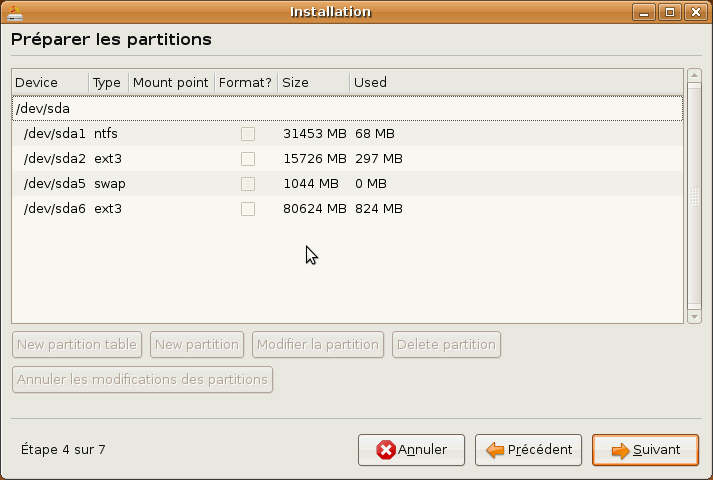 Installation
Préparer les partitions
Device Type Mount point Format? Size Used
/dev/sda
/dev/sda1 ntfs 31453 MB 68 MB
/dev/sda2 ext3 15726 MB 297 MB
/dev/sda5 swap 1044 MB 0 MB
/dev/sda6 ext3 80624 MB 824 MB
New partition table New partition Modifier la partition Delete partition
Annuler les modifications des partitions
Étape 4 sur 7 Annuler Précédent Suivant